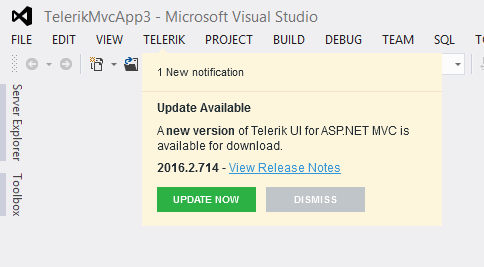 TelerikMvcApp3 - Microsoft Visual Studio
FILE EDIT VIEW TELERIK PROJECT BUILD DEBUG TEAM SQL
1 New notification
Update Available
A new version of Telerik UI for ASP.NET MVC is
available for download.
2016.2.714 - View Release Notes
UPDATE NOW DISMISS
Server Explorer
Toolbox